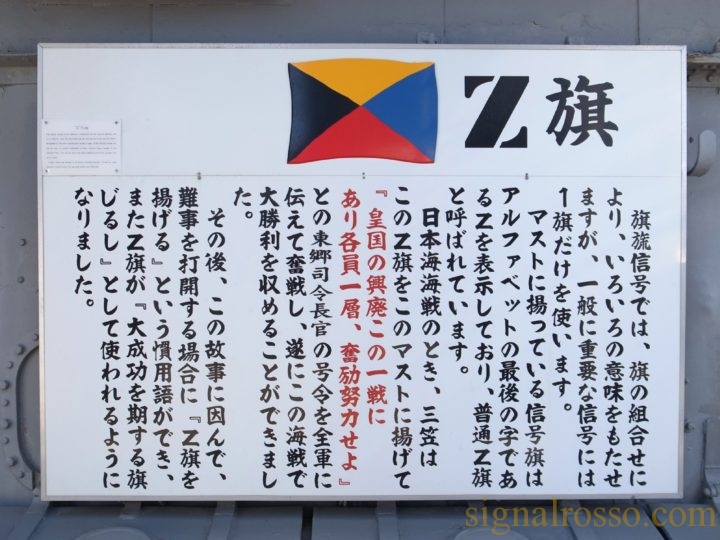 Z旗
旗旒信号では、旗の組合せに
より、いろいろの意味をもたせ
ますが、一般に重要な信号には
1旗だけを使います。
マストに揚っている信号旗は
アルファベットの最後の字であ
るZを表示しており、普通Z旗
と呼ばれています。
日本海海戦のとき、三笠は
このZ旗をこのマストに揚げて
『皇国の興廃この一戦に
あり各員一層、奮励努力せよ』
との東郷司令長官の号令を全軍に
伝えて奮戦し、遂にこの海戦で
大勝利を収めることができまし
た。
その後、この故事に因んで、
難事を打開する場合に『Z旗を
揚げる』という慣用語ができ、
またZ旗が『大成功を期する旗
じるし』として使われるように
なりました。
signalrosso.com